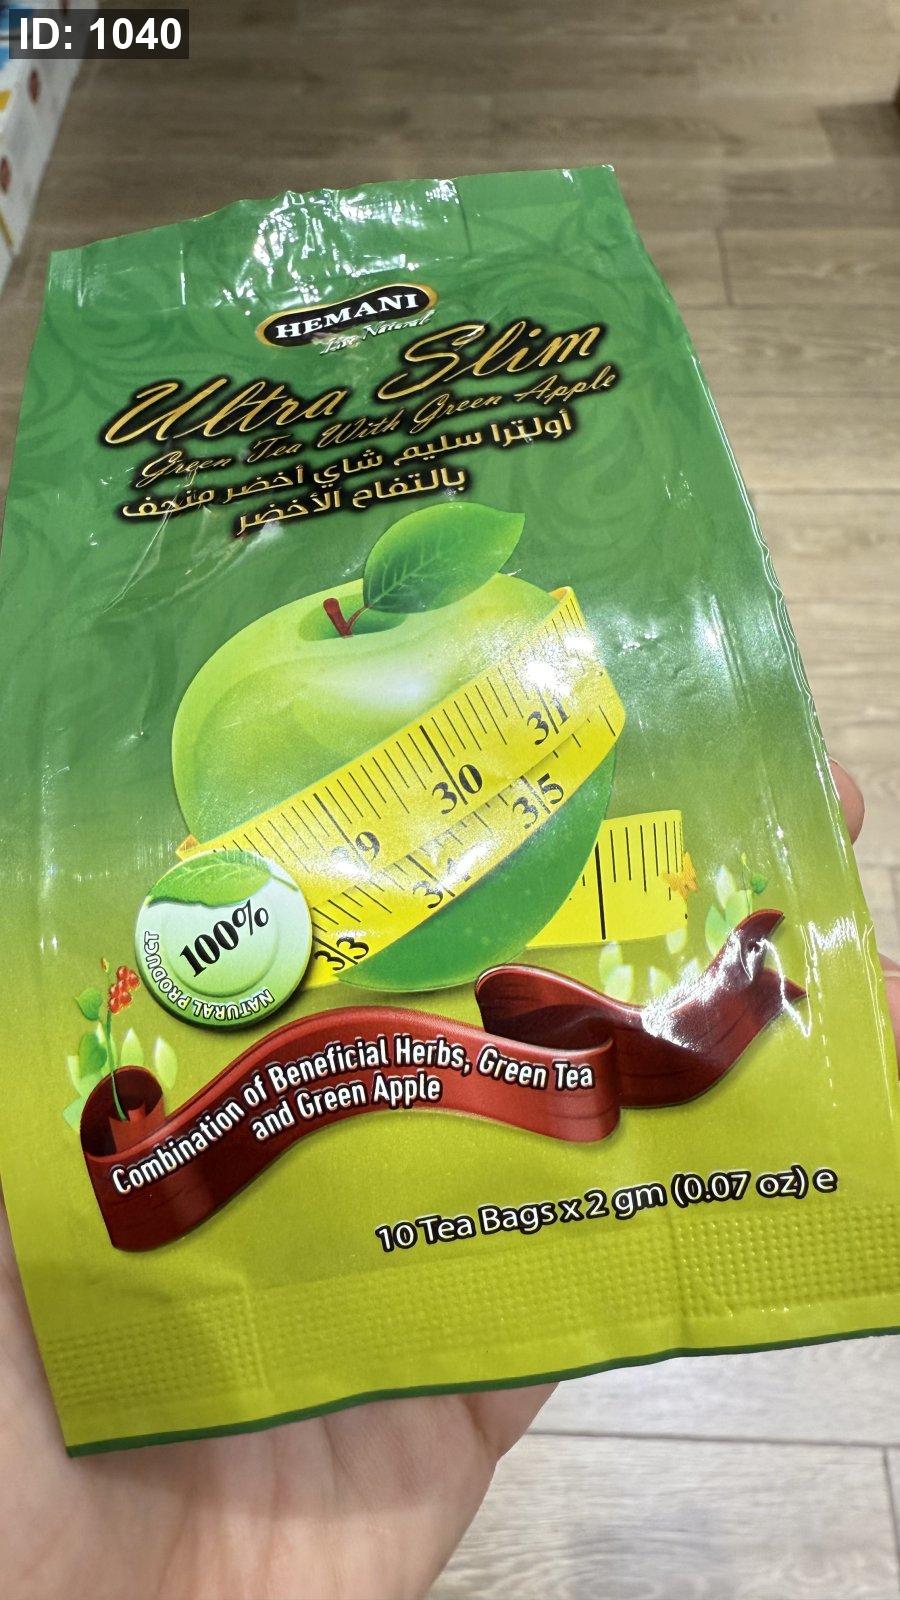 ID: 1040
HEMANI
Live Natural
Ultra Slim
Green Tea With Green Apple
أولترا سليم شاي أخضر منحف
بالتفاح الأخضر
31
30
35
33
100%
NATURAL PRODUCT
Combination of Beneficial Herbs, Green Tea
and Green Apple
10 Tea Bags x 2 gm (0.07 oz) e